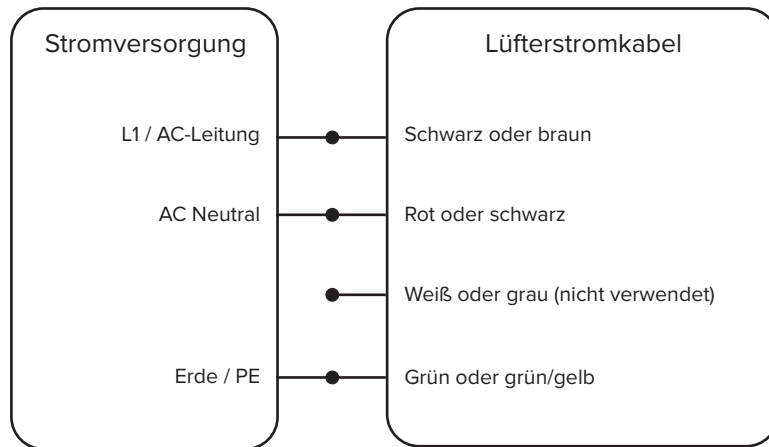 Stromversorgung
Lüfterstromkabel
L1 / AC-Leitung
Schwarz oder braun
AC Neutral
Rot oder schwarz
Weiß oder grau (nicht verwendet)
Erde / PE
Grün oder grün/gelb